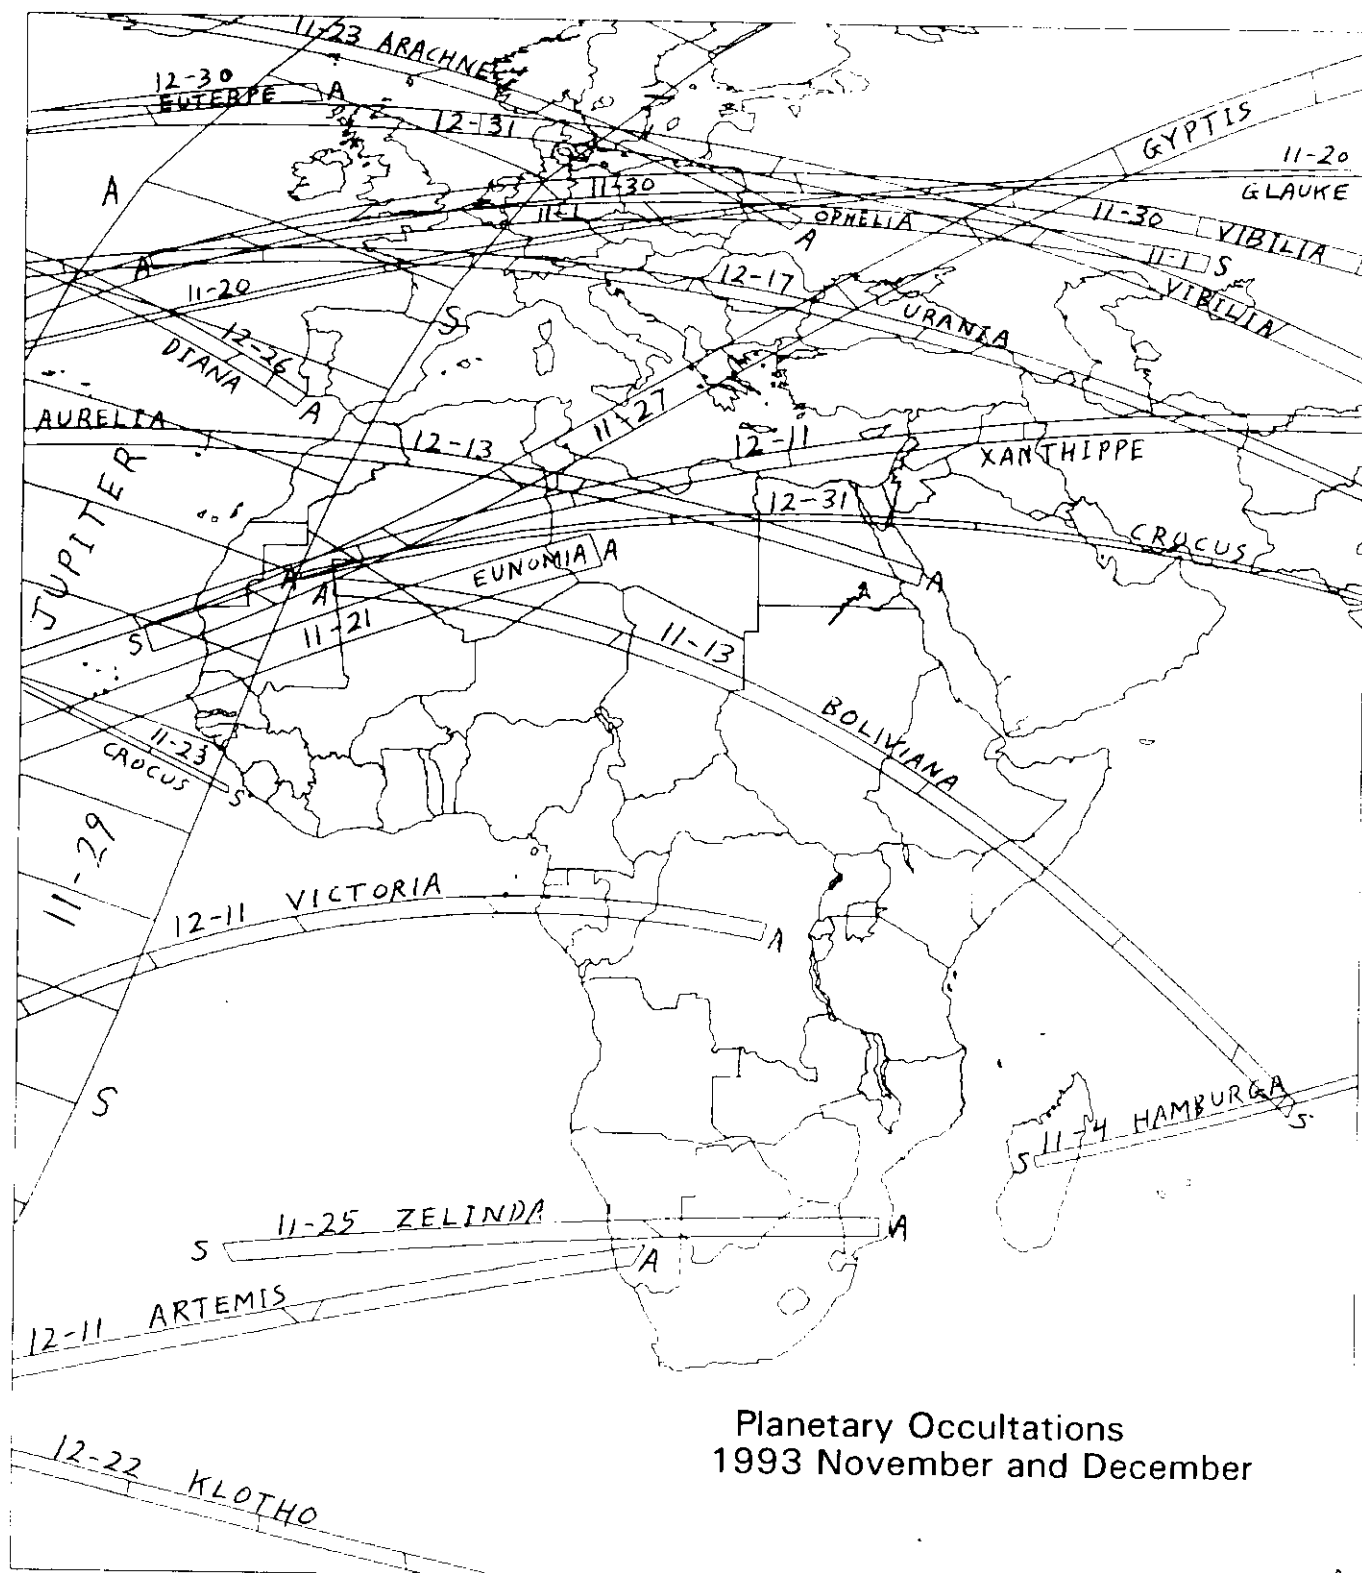 11-23 ARACHNE
12-30
EUTERPE
A
12-31
GYPTIS
11-20
GLAUKE
A
11-30
11-1
OPHELIA
A
11-30 VIBILIA
11-1 S
VIBILIA
A
11-20
12-17
URANIA
S
12-26
DIANA
A
AURELIA
12-13
11-27
12-11
XANTHIPPE
JUPITER
12-31
CROCUS
EUNOMIA A
A
A
A
A
S
11-21
11-13
BOLIVIANA
11-23
CROCUS
S
11-29
12-11 VICTORIA
A
S
11-4 HAMBURGA
S
S
11-25 ZELINDA
S
A
A
12-11 ARTEMIS
Planetary Occultations
1993 November and December
12-22 KLOTHO